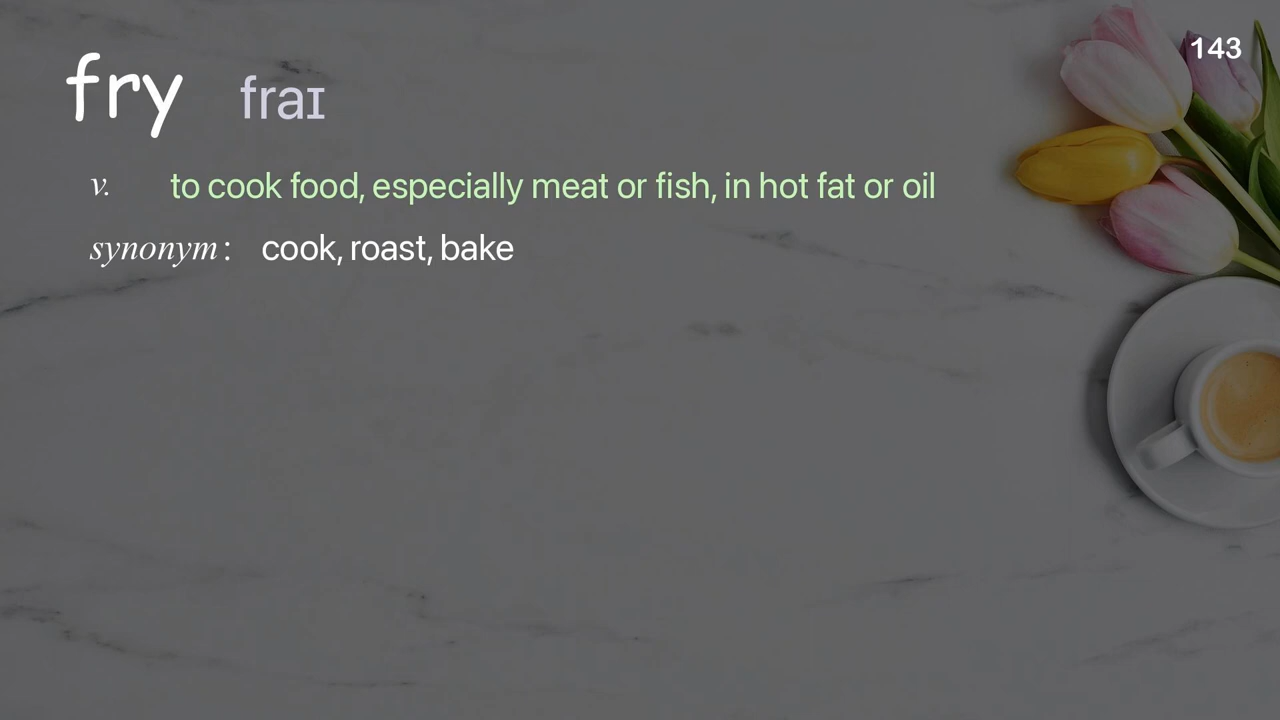 143
fry fraɪ
v. to cook food, especially meat or fish, in hot fat or oil
synonym: cook, roast, bake